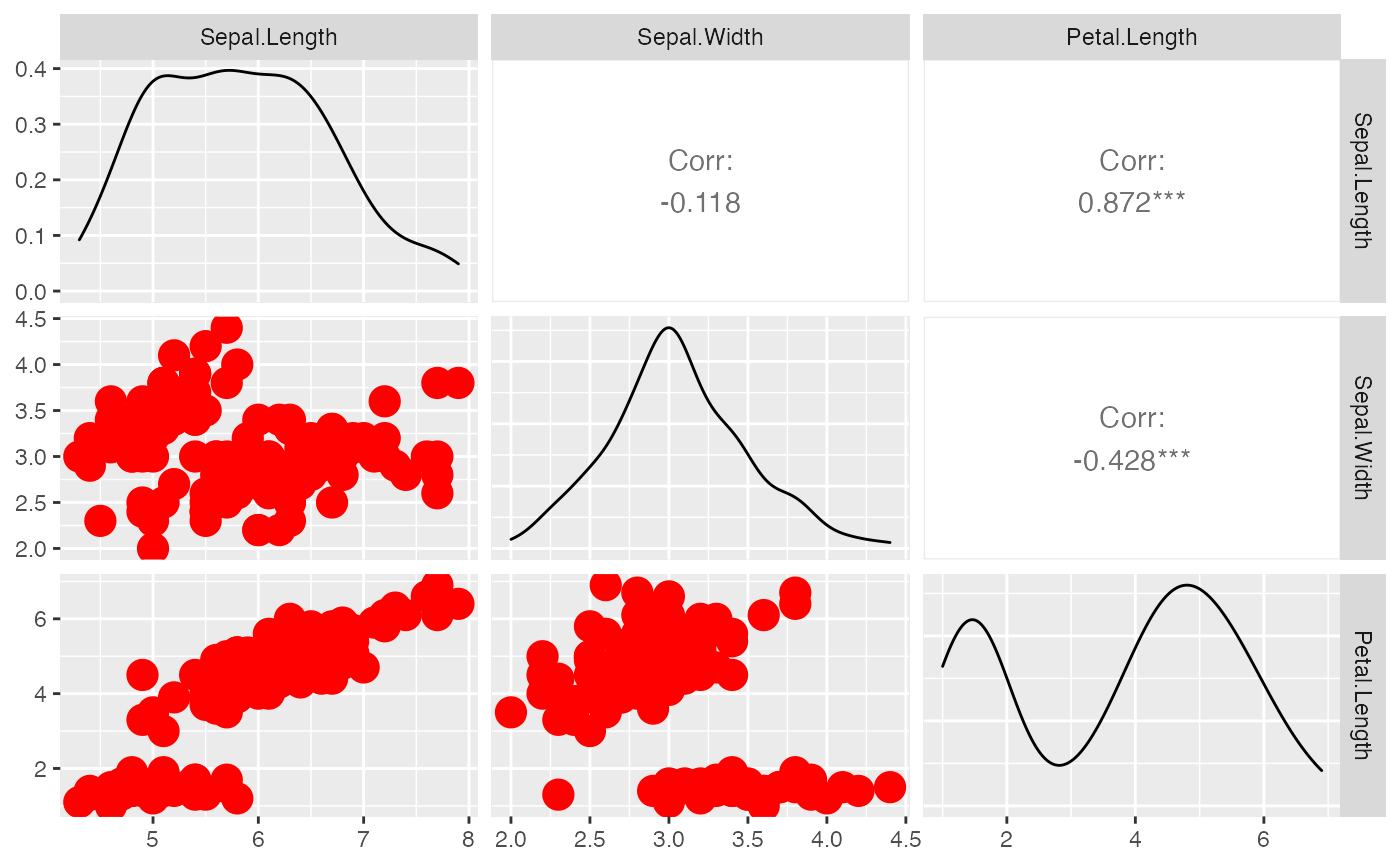 Sepal.Length
Sepal.Width
Petal.Length
0.4
0.3
0.2
0.1
0.0
Corr:
-0.118
Corr:
0.872***
Sepal.Length
4.5
4.0
3.5
3.0
2.5
2.0
Corr:
-0.428***
Sepal.Width
6
4
2
Petal.Length
5 6 7 8
2.0 2.5 3.0 3.5 4.0 4.5
2 4 6